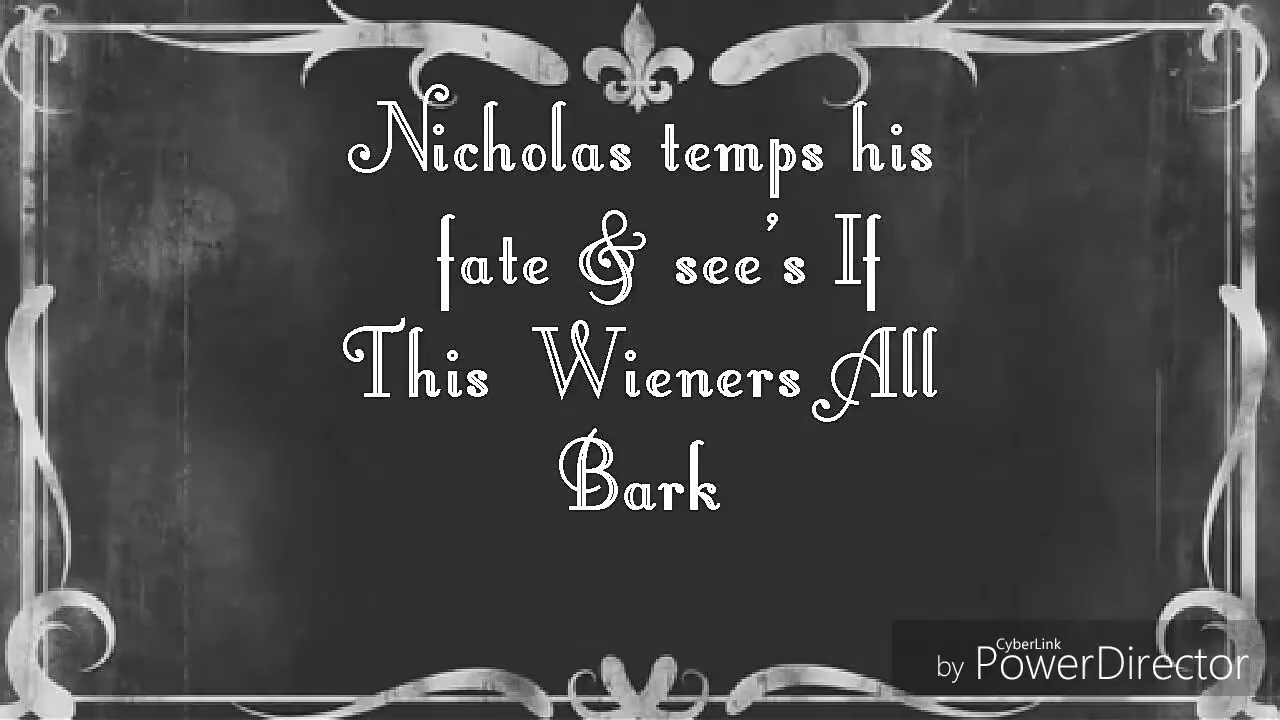 Nicholas temps his
fate & see's If
This Wieners All
Bark
CyberLink
by PowerDirector